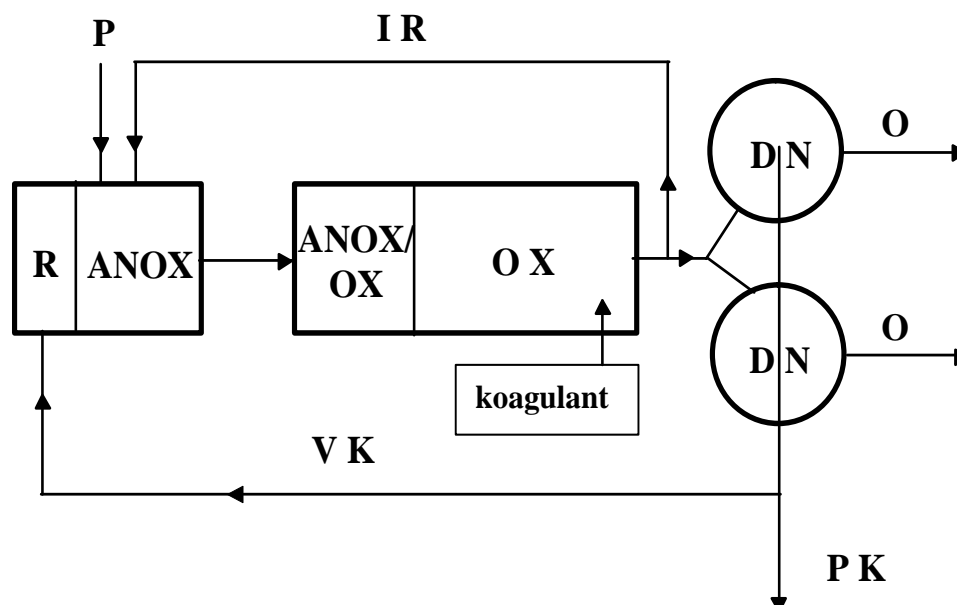 P
I R
D N
O
R
ANOX
ANOX/
OX
O X
D N
O
koagulant
V K
P K